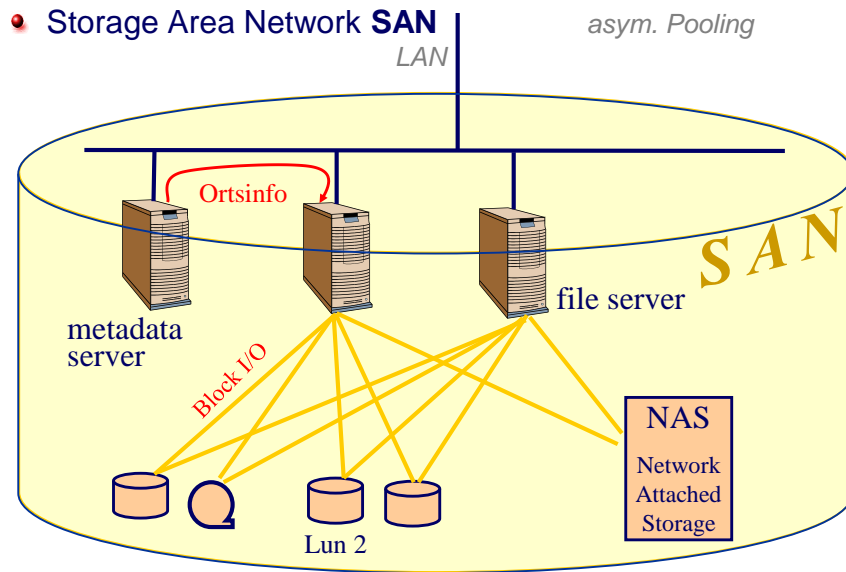 Storage Area Network SAN
asym. Pooling
LAN
Ortsinfo
SAN
file server
metadata
server
Block I/O
NAS
Network
Attached
Storage
Lun 2